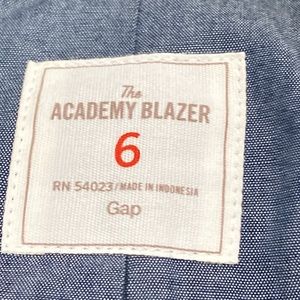 The
ACADEMY BLAZER
6
RN 54023/MADE IN INDONESIA
Gap